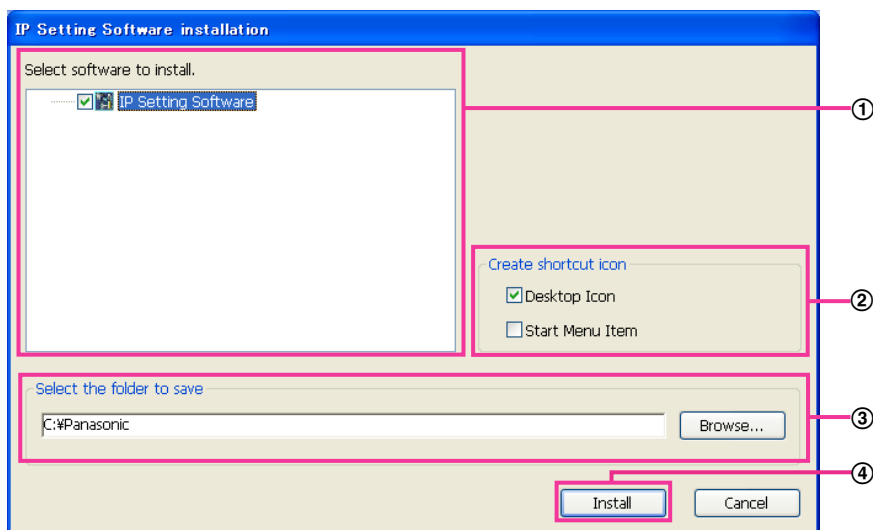 IP Setting Software installation
Select software to install.
IP Setting Software
①
Create shortcut icon
Desktop Icon
②
Start Menu Item
Select the folder to save
C:¥Panasonic
Browse...
③
④
Install
Cancel